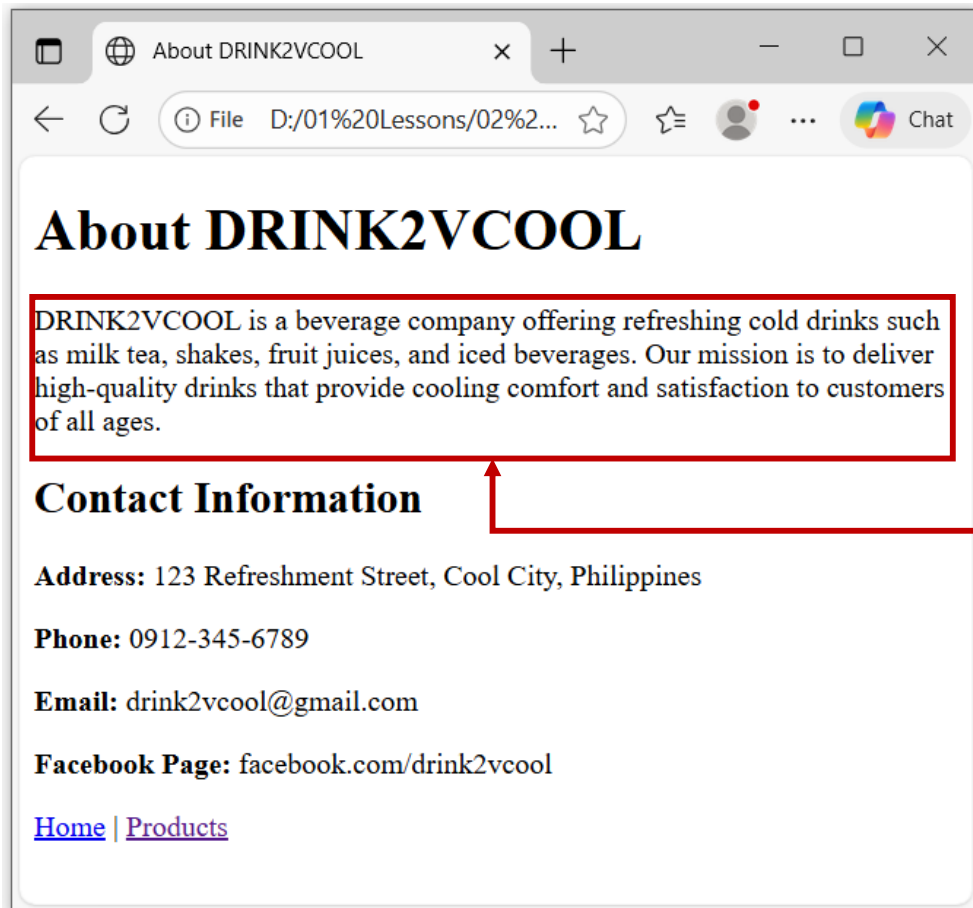 About DRINK2VCOOL
File D:/01%20Lessons/02%2...
Chat
About DRINK2VCOOL
DRINK2VCOOL is a beverage company offering refreshing cold drinks such
as milk tea, shakes, fruit juices, and iced beverages. Our mission is to deliver
high-quality drinks that provide cooling comfort and satisfaction to customers
of all ages.
Contact Information
Address: 123 Refreshment Street, Cool City, Philippines
Phone: 0912-345-6789
Email: drink2vcool@gmail.com
Facebook Page: facebook.com/drink2vcool
Home | Products